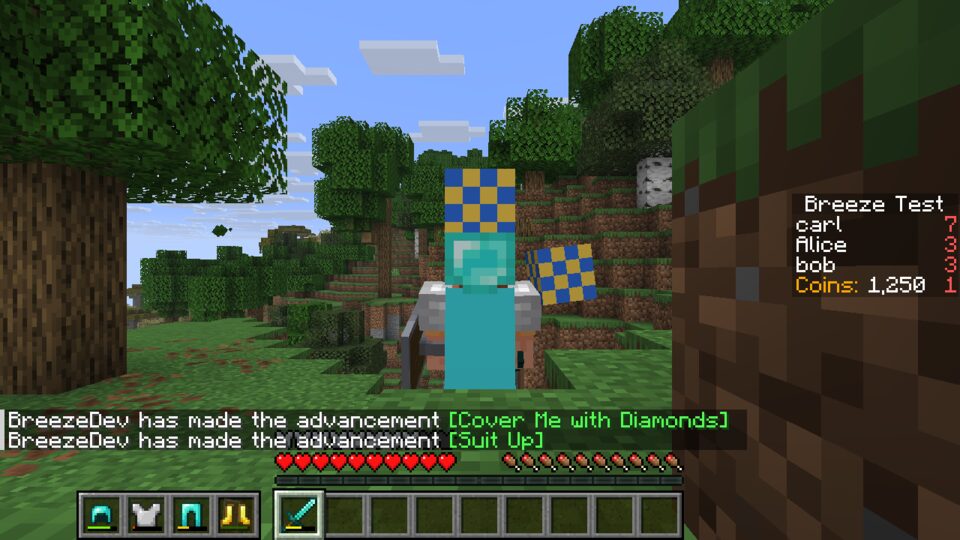 Breeze Test
carl 7
Alice 3
bob 3
Coins: 1,250 1
BreezeDev has made the advancement [Cover Me with Diamonds]
BreezeDev has made the advancement [Suit Up]